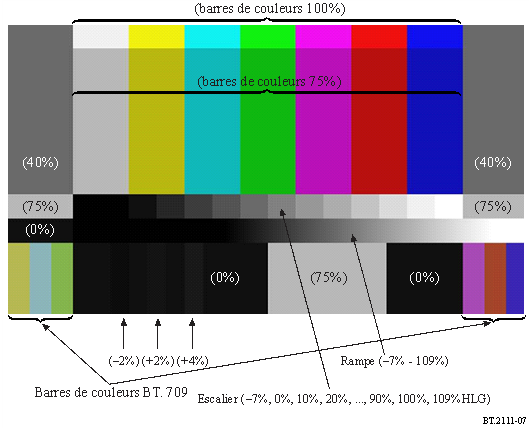 (barres de couleurs 100%)
(barres de couleurs 75%)
(40%)
(40%)
(75%)
(75%)
(0%)
(0%)
(75%)
(0%)
(−2%) (+2%) (+4%)
Rampe (−7% - 109%)
Barres de couleurs BT. 709
Escalier (−7%, 0%, 10%, 20%, ..., 90%, 100%, 109% HLG)
BT.2111-07